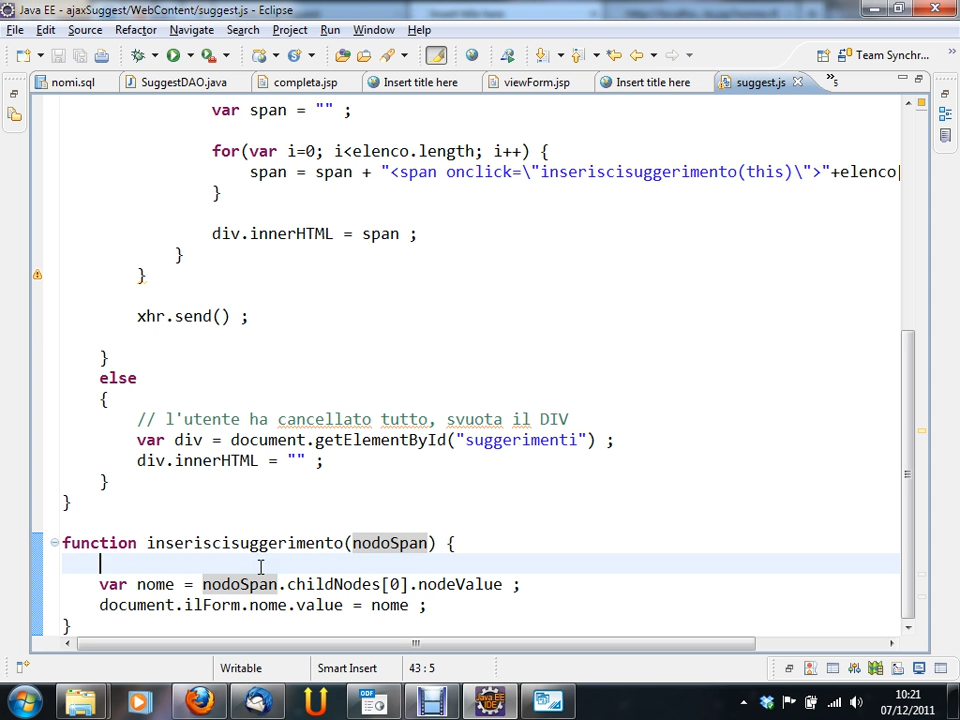 Java EE - ajaxSuggest/WebContent/suggest.js - Eclipse
File Edit Source Refactor Navigate Search Project Run Window Help
Team Synchr...
nomi.sql SuggestDAO.java completa.jsp Insert title here viewForm.jsp Insert title here suggest.js »5
var span = "" ;
for(var i=0; i<elenco.length; i++) {
span = span + "<span onclick=\"inseriscisuggerimento(this)\">"+elenco[
}
div.innerHTML = span ;
}
}
xhr.send() ;
}
else
{
// l'utente ha cancellato tutto, svuota il DIV
var div = document.getElementById("suggerimenti") ;
div.innerHTML = "" ;
}
}
function inseriscisuggerimento(nodoSpan) {
var nome = nodoSpan.childNodes[0].nodeValue ;
document.ilForm.nome.value = nome ;
}
Writable Smart Insert 43 : 5
10:21
07/12/2011